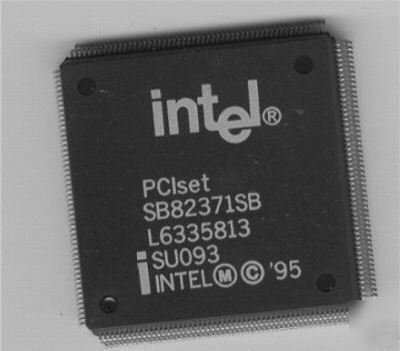 intel®
PCIset
SB82371SB
L6335813
SU093
INTEL Ⓜ © '95